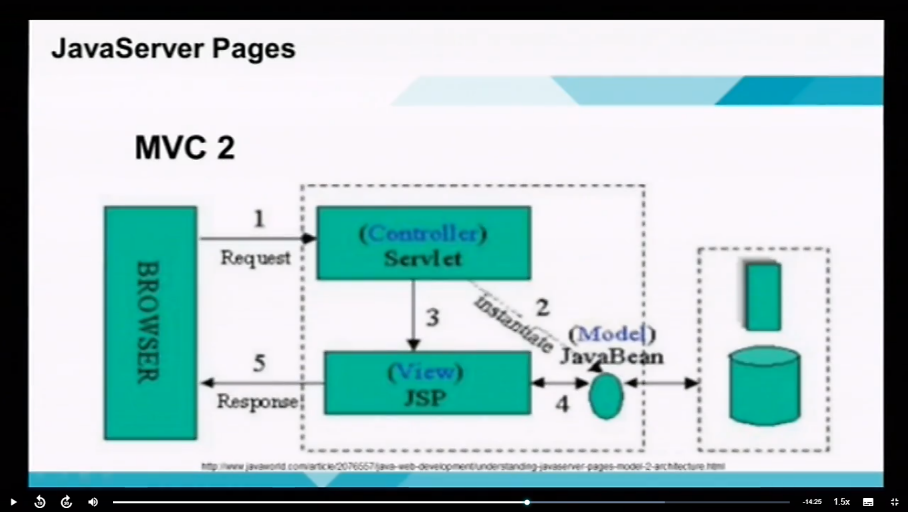 JavaServer Pages
MVC 2
BROWSER
1
Request
(Controller)
Servlet
2
Instantiate
3
(Model)
JavaBean
(View)
JSP
4
5
Response
http://www.javaworld.com/article/2076557/java-web-development/understanding-javaserver-pages-model-2-architecture.html
-14:25
1.5x